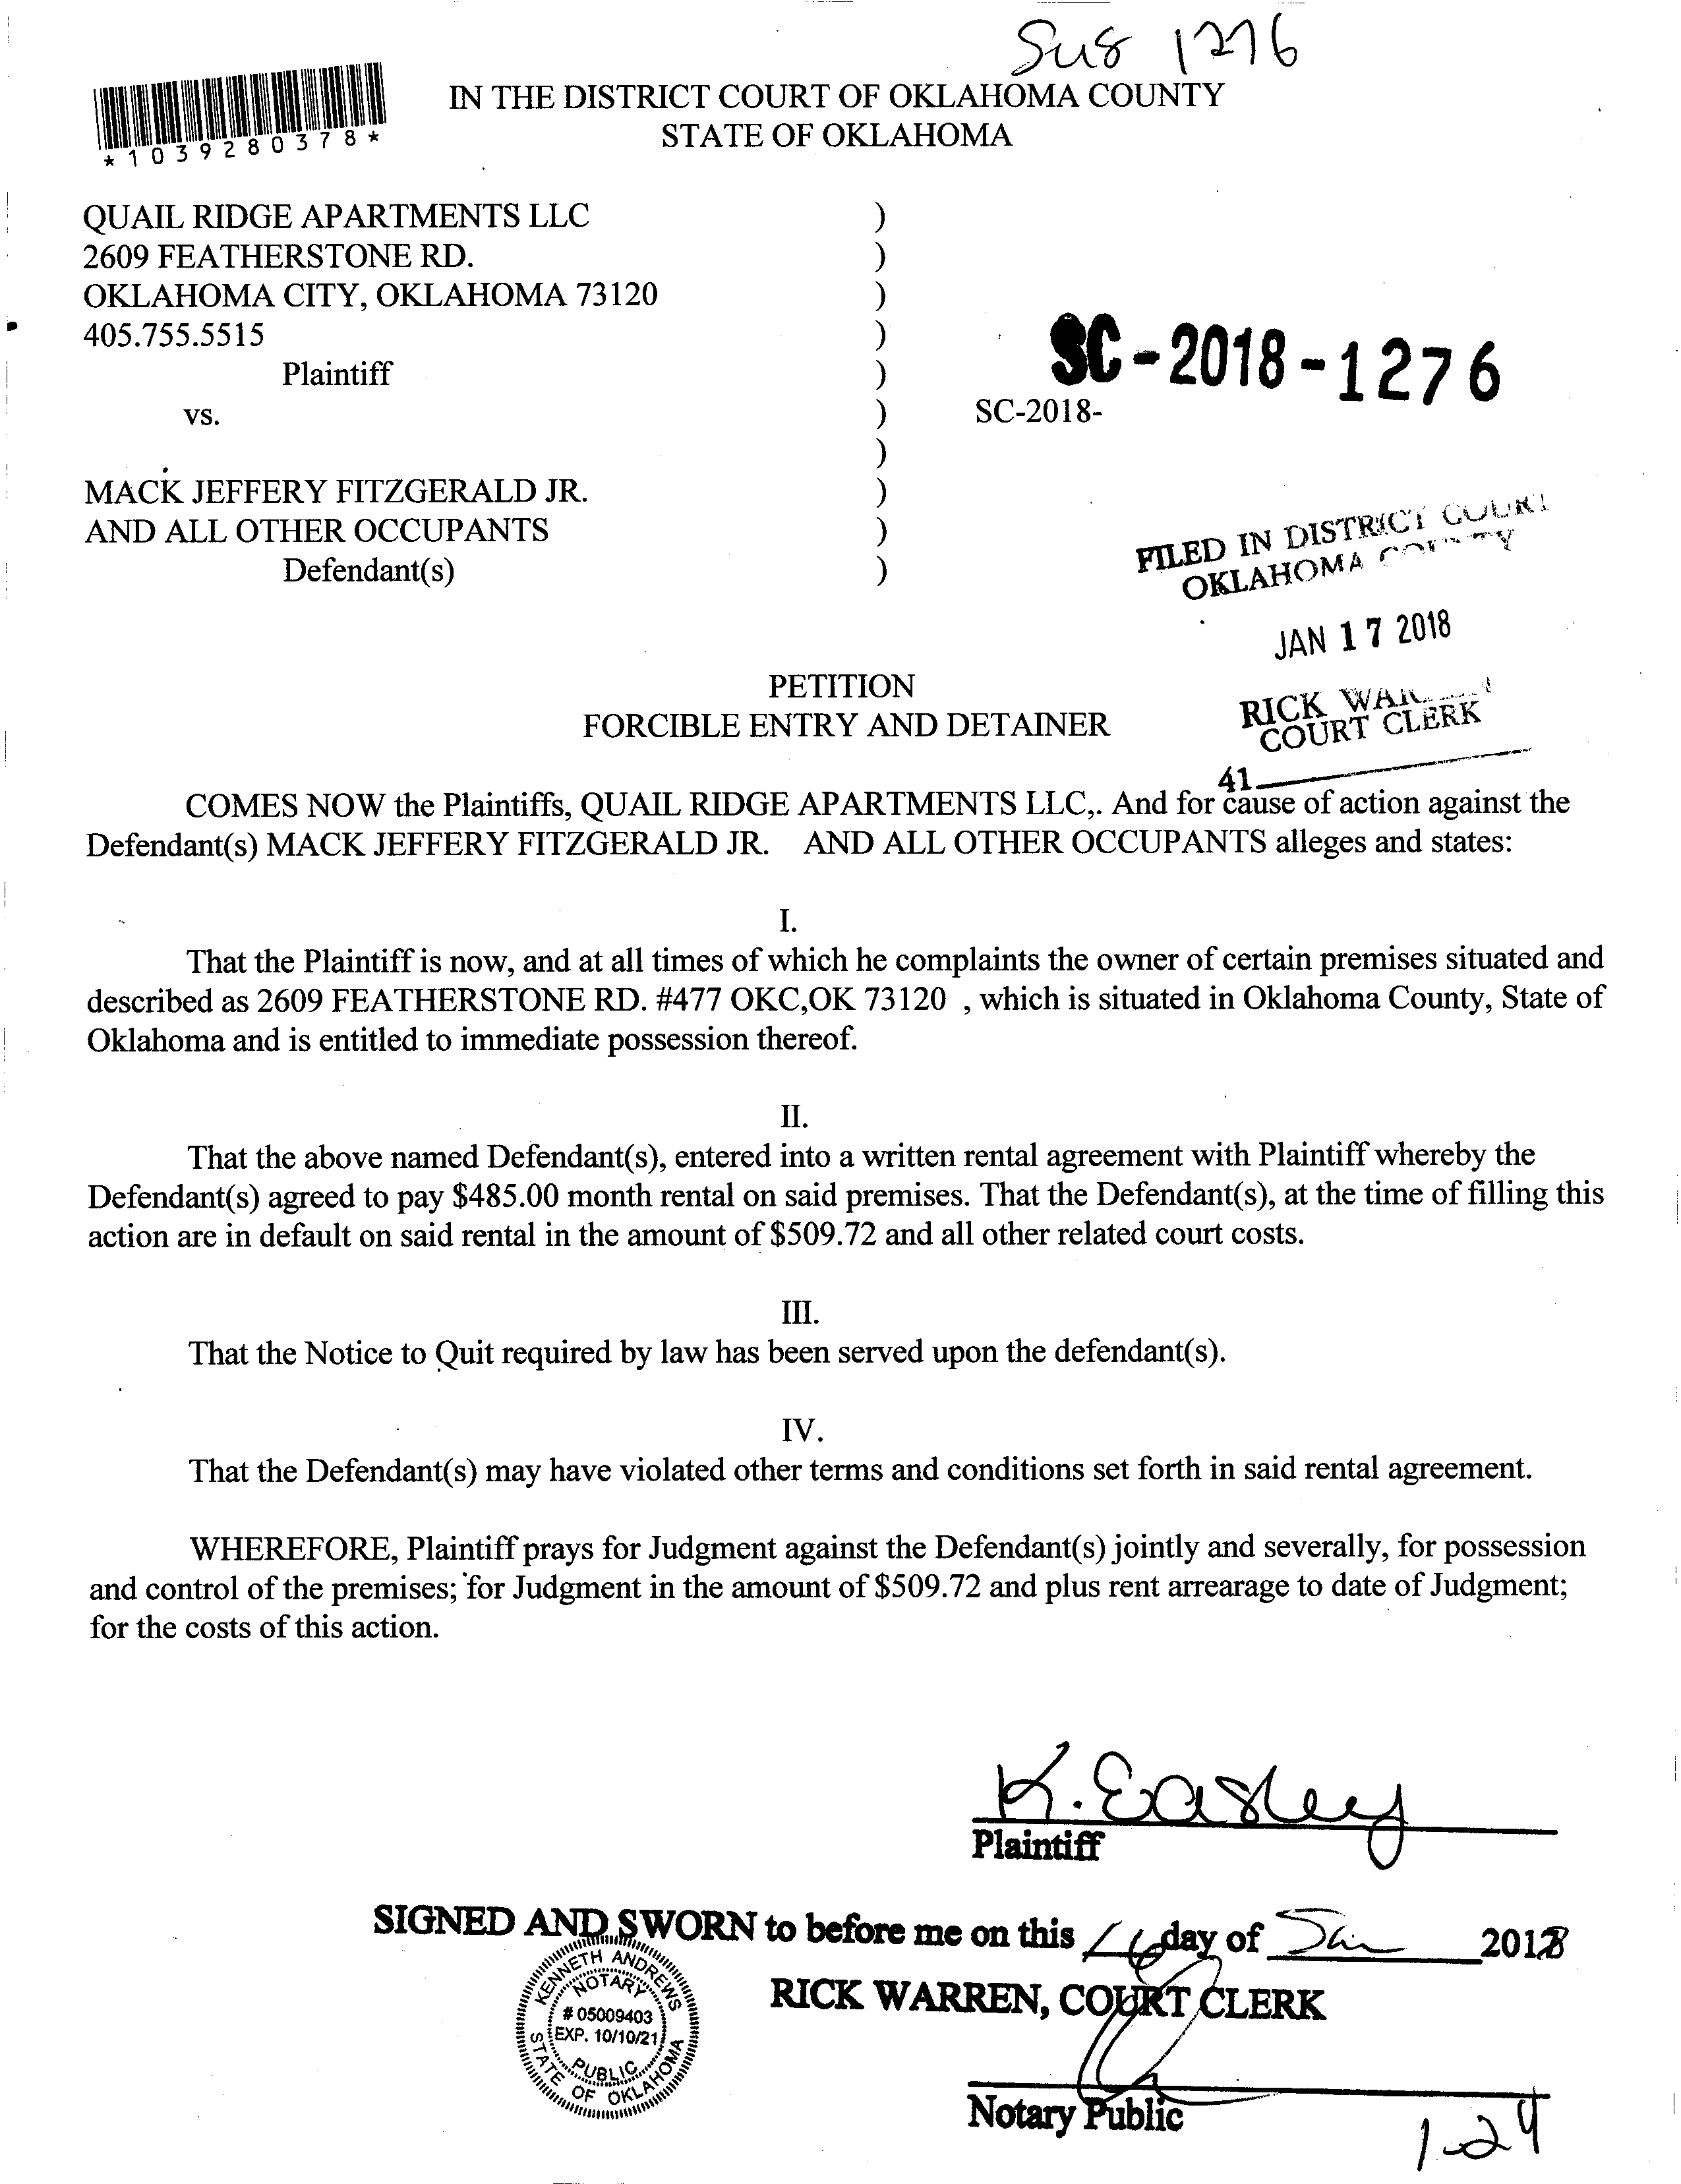 Sus 1276
*1039280378*
IN THE DISTRICT COURT OF OKLAHOMA COUNTY
STATE OF OKLAHOMA
QUAIL RIDGE APARTMENTS LLC )
2609 FEATHERSTONE RD. )
OKLAHOMA CITY, OKLAHOMA 73120 )
405.755.5515 )
SC-2018-1276
Plaintiff )
vs. ) SC-2018-
)
MACK JEFFERY FITZGERALD JR. )
AND ALL OTHER OCCUPANTS )
Defendant(s) )
FILED IN DISTRICT COURT
OKLAHOMA COUNTY
JAN 17 2018
RICK WARREN
COURT CLERK
41
PETITION
FORCIBLE ENTRY AND DETAINER
COMES NOW the Plaintiffs, QUAIL RIDGE APARTMENTS LLC,. And for cause of action against the
Defendant(s) MACK JEFFERY FITZGERALD JR. AND ALL OTHER OCCUPANTS alleges and states:
I.
That the Plaintiff is now, and at all times of which he complaints the owner of certain premises situated and
described as 2609 FEATHERSTONE RD. #477 OKC,OK 73120 , which is situated in Oklahoma County, State of
Oklahoma and is entitled to immediate possession thereof.
II.
That the above named Defendant(s), entered into a written rental agreement with Plaintiff whereby the
Defendant(s) agreed to pay $485.00 month rental on said premises. That the Defendant(s), at the time of filling this
action are in default on said rental in the amount of $509.72 and all other related court costs.
III.
That the Notice to Quit required by law has been served upon the defendant(s).
IV.
That the Defendant(s) may have violated other terms and conditions set forth in said rental agreement.
WHEREFORE, Plaintiff prays for Judgment against the Defendant(s) jointly and severally, for possession
and control of the premises; for Judgment in the amount of $509.72 and plus rent arrearage to date of Judgment;
for the costs of this action.
K. Easley
Plaintiff
SIGNED AND SWORN to before me on this 16 day of Jan 2018
RICK WARREN, COURT CLERK
KENNETH ANDREWS
NOTARY
# 05009403
EXP. 10/10/21
PUBLIC
STATE OF OKLAHOMA
Notary Public
1-24